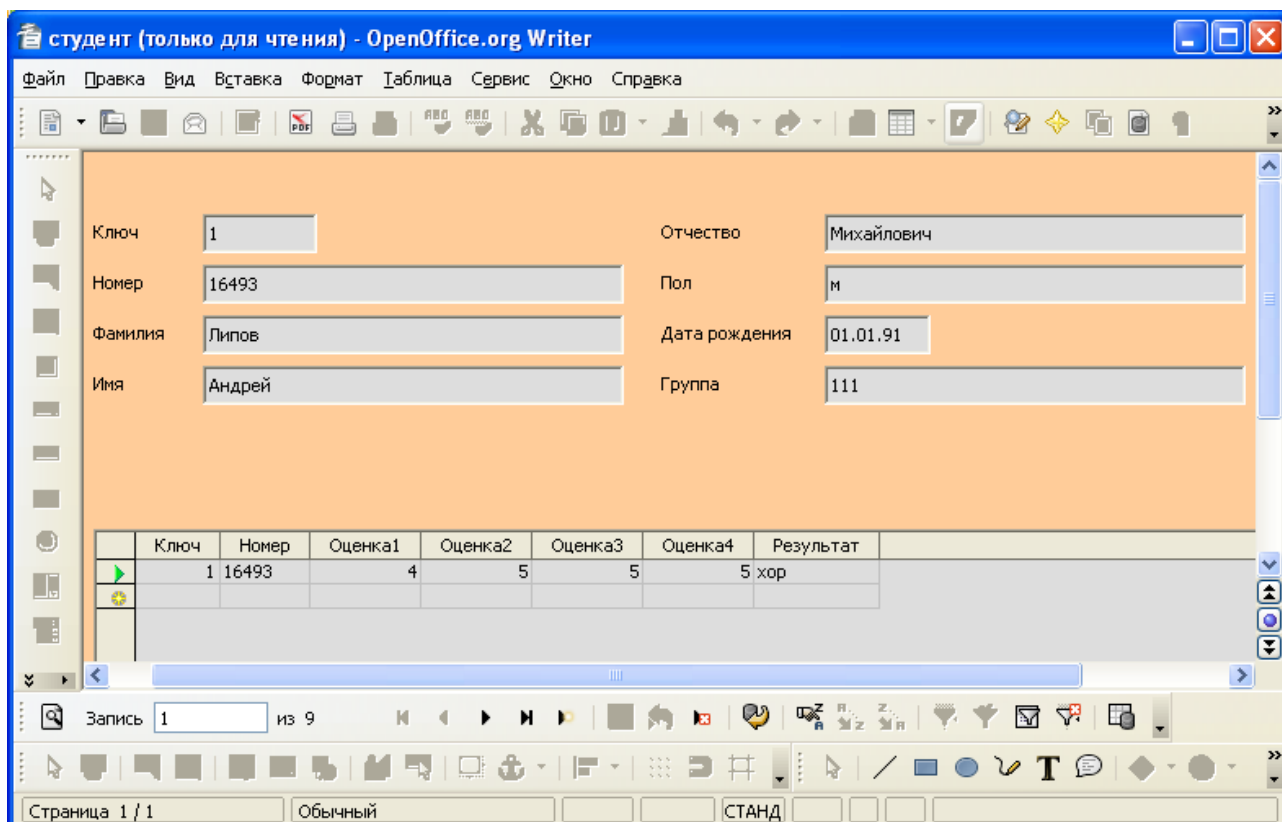 студент (только для чтения) - OpenOffice.org Writer
Файл Правка Вид Вставка Формат Таблица Сервис Окно Справка
Ключ 1 Отчество Михайлович
Номер 16493 Пол м
Фамилия Липов Дата рождения 01.01.91
Имя Андрей Группа 111
Ключ Номер Оценка1 Оценка2 Оценка3 Оценка4 Результат
1 16493 4 5 5 5 хор
Запись 1 из 9
Страница 1 / 1 Обычный СТАНД